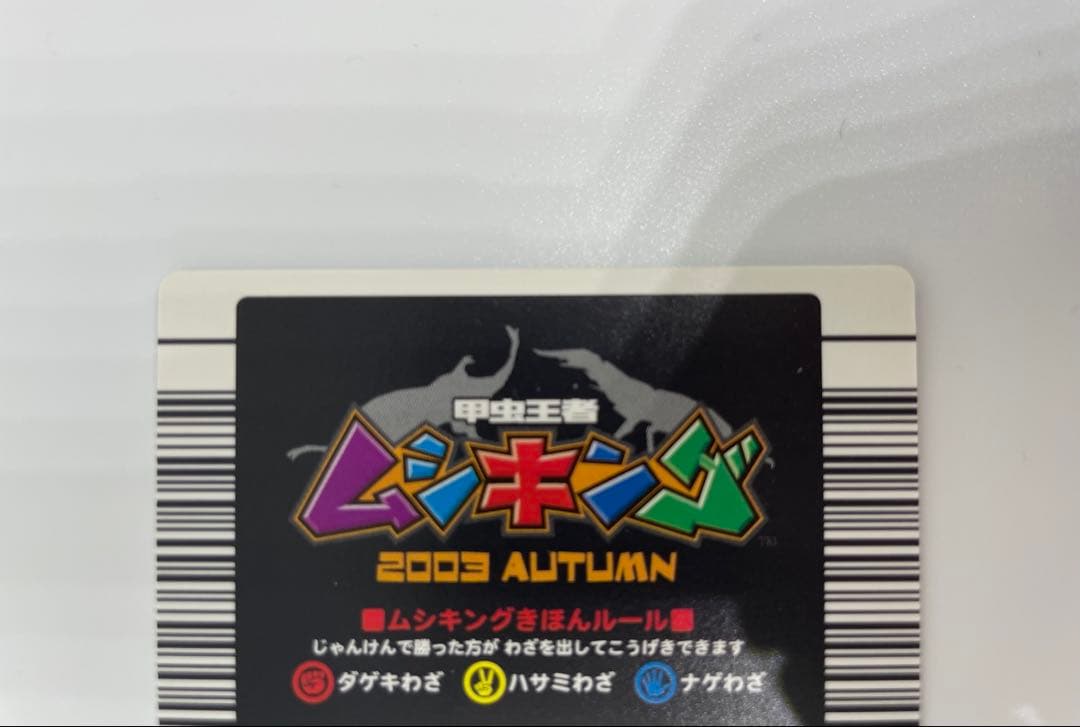 甲虫王者
ムシキング
TM
2003 AUTUMN
■ムシキングきほんルール■
じゃんけんで勝った方が わざを出してこうげきできます
ダゲキわざ ハサミわざ ナゲわざ